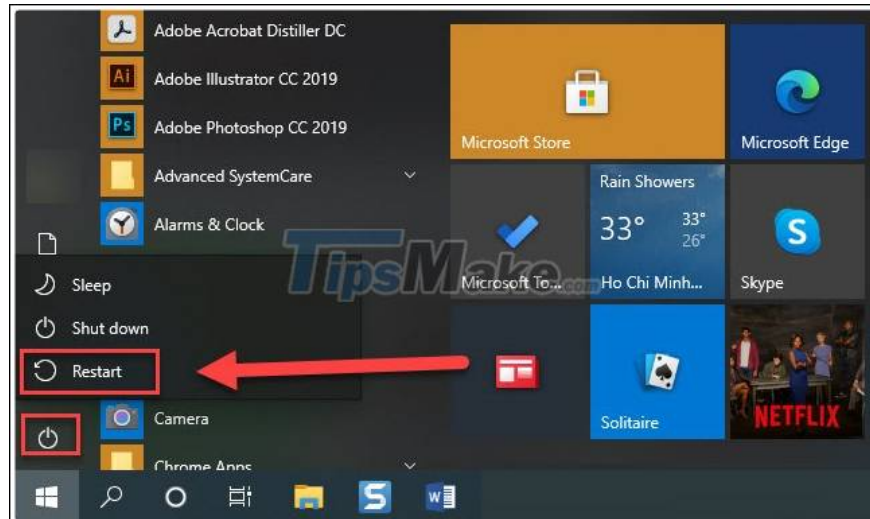 Adobe Acrobat Distiller DC
Ai
Adobe Illustrator CC 2019
Ps
Adobe Photoshop CC 2019
Advanced SystemCare
Alarms & Clock
Sleep
Shut down
Restart
Camera
Chrome Apps
Microsoft Store
Microsoft Edge
Microsoft To...
Rain Showers
33°
33°
26°
Ho Chi Minh...
S
Skype
Solitaire
NETFLIX
TipsMake.com
S
W